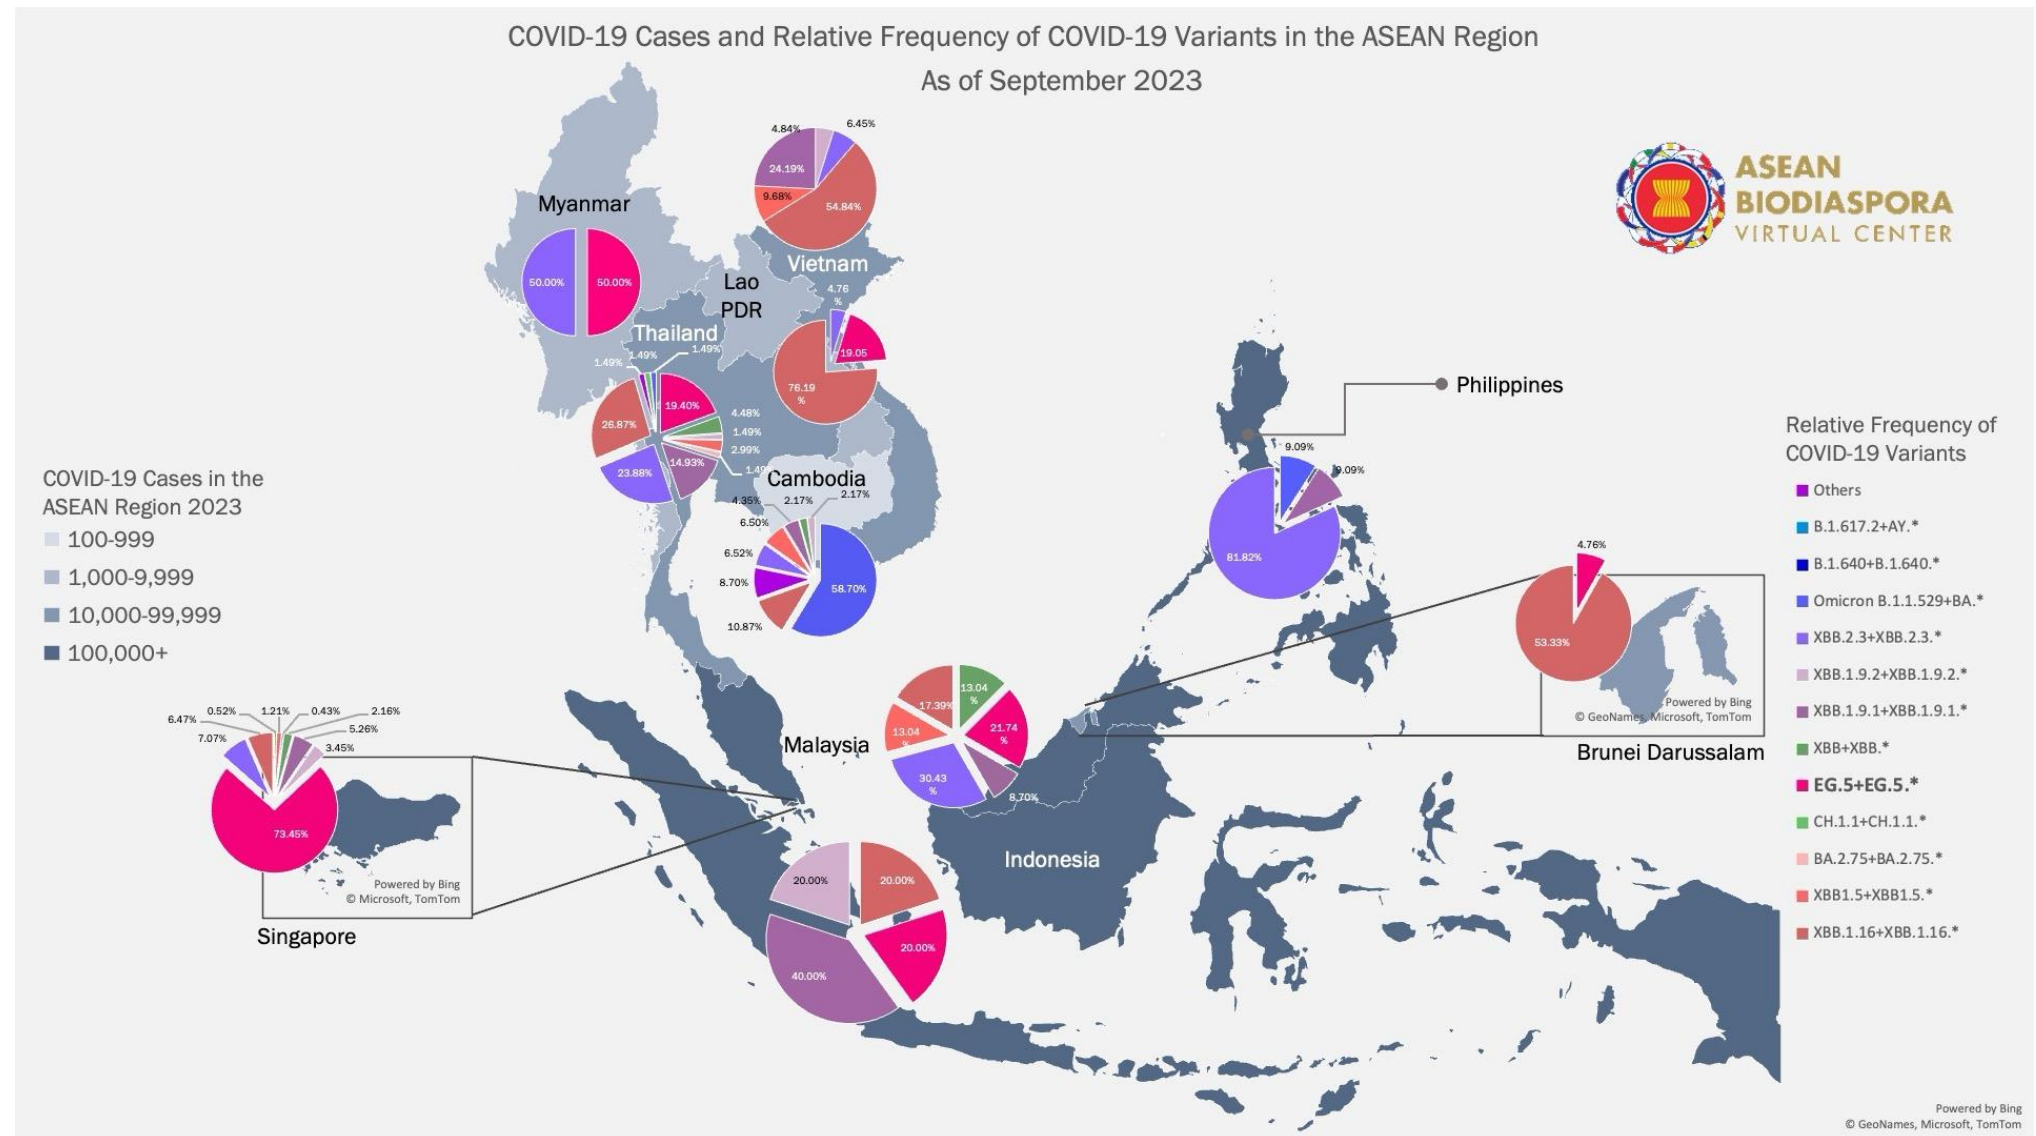 COVID-19 Cases and Relative Frequency of COVID-19 Variants in the ASEAN Region
As of September 2023
ASEAN
BIODIASPORA
VIRTUAL CENTER
4.84%
6.45%
24.19%
9.68%
54.84%
Myanmar
50.00%
50.00%
Vietnam
Lao
PDR
4.76
%
19.05
%
76.19
%
Thailand
1.49%
1.49%
1.49%
19.40%
4.48%
1.49%
2.99%
1.49
14.93%
23.88%
26.87%
Cambodia
4.35%
2.17%
2.17%
6.50%
6.52%
8.70%
10.87%
58.70%
Philippines
9.09%
9.09%
81.82%
4.76%
53.33%
Powered by Bing
© GeoNames, Microsoft, TomTom
Brunei Darussalam
COVID-19 Cases in the
ASEAN Region 2023
100-999
1,000-9,999
10,000-99,999
100,000+
0.52%
1.21%
0.43%
2.16%
6.47%
5.26%
7.07%
3.45%
73.45%
Powered by Bing
© Microsoft, TomTom
Singapore
Malaysia
17.39%
13.04
%
13.04
%
21.74
%
30.43
%
8.70%
Indonesia
20.00%
20.00%
20.00%
40.00%
Relative Frequency of
COVID-19 Variants
Others
B.1.617.2+AY.*
B.1.640+B.1.640.*
Omicron B.1.1.529+BA.*
XBB.2.3+XBB.2.3.*
XBB.1.9.2+XBB.1.9.2.*
XBB.1.9.1+XBB.1.9.1.*
XBB+XBB.*
EG.5+EG.5.*
CH.1.1+CH.1.1.*
BA.2.75+BA.2.75.*
XBB1.5+XBB1.5.*
XBB.1.16+XBB.1.16.*
Powered by Bing
© GeoNames, Microsoft, TomTom